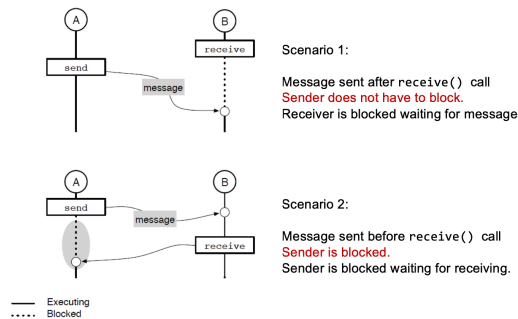 A
B
receive
send
message
Scenario 1:
Message sent after receive() call
Sender does not have to block.
Receiver is blocked waiting for message
A
B
send
message
receive
Scenario 2:
Message sent before receive() call
Sender is blocked.
Sender is blocked waiting for receiving.
Executing
Blocked